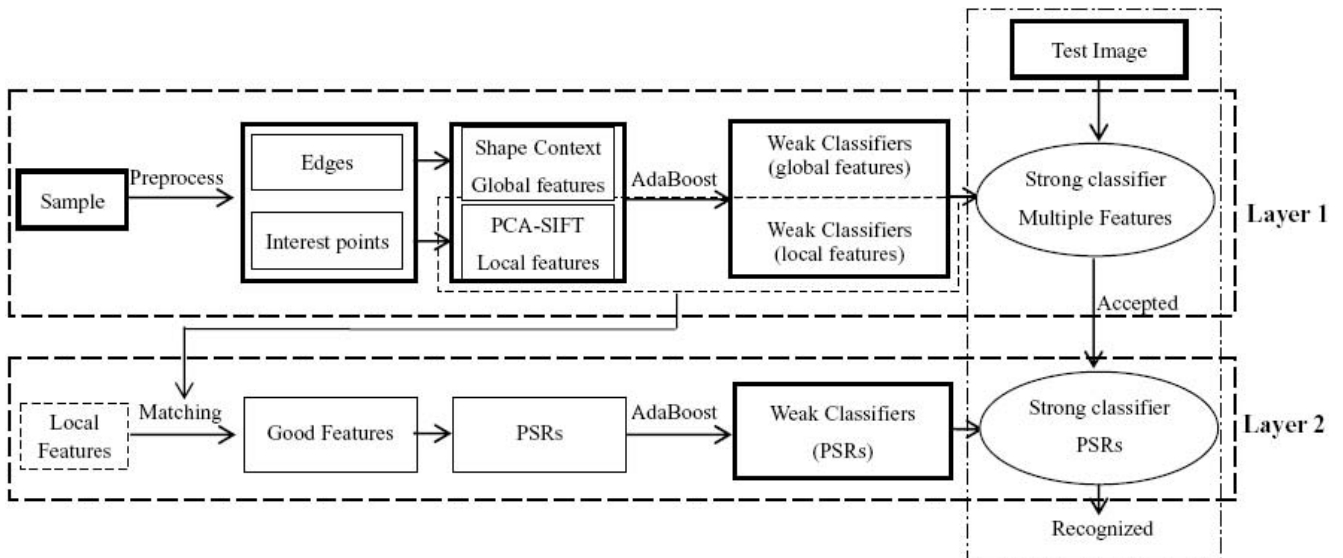 Test Image
Sample
Preprocess
Edges
Interest points
Shape Context
Global features
PCA-SIFT
Local features
AdaBoost
Weak Classifiers
(global features)
Weak Classifiers
(local features)
Strong classifier
Multiple Features
Layer 1
Accepted
Local
Features
Matching
Good Features
PSRs
AdaBoost
Weak Classifiers
(PSRs)
Strong classifier
PSRs
Layer 2
Recognized